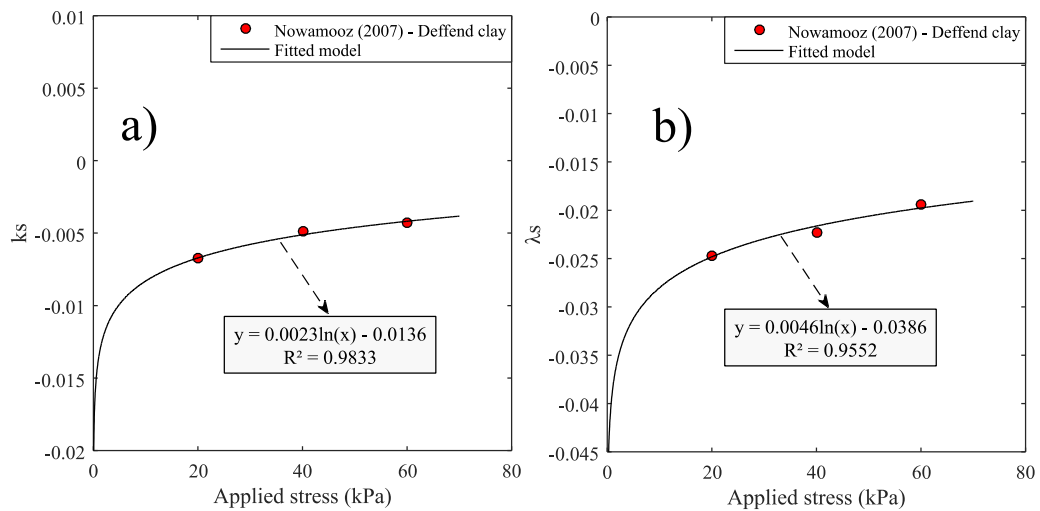 Nowamooz (2007) - Deffend clay
Fitted model
a)
0.01
0.005
0
-0.005
-0.01
-0.015
-0.02
ks
y = 0.0023ln(x) - 0.0136
R² = 0.9833
0 20 40 60 80
Applied stress (kPa)
Nowamooz (2007) - Deffend clay
Fitted model
b)
0
-0.005
-0.01
-0.015
-0.02
-0.025
-0.03
-0.035
-0.04
-0.045
λs
y = 0.0046ln(x) - 0.0386
R² = 0.9552
0 20 40 60 80
Applied stress (kPa)